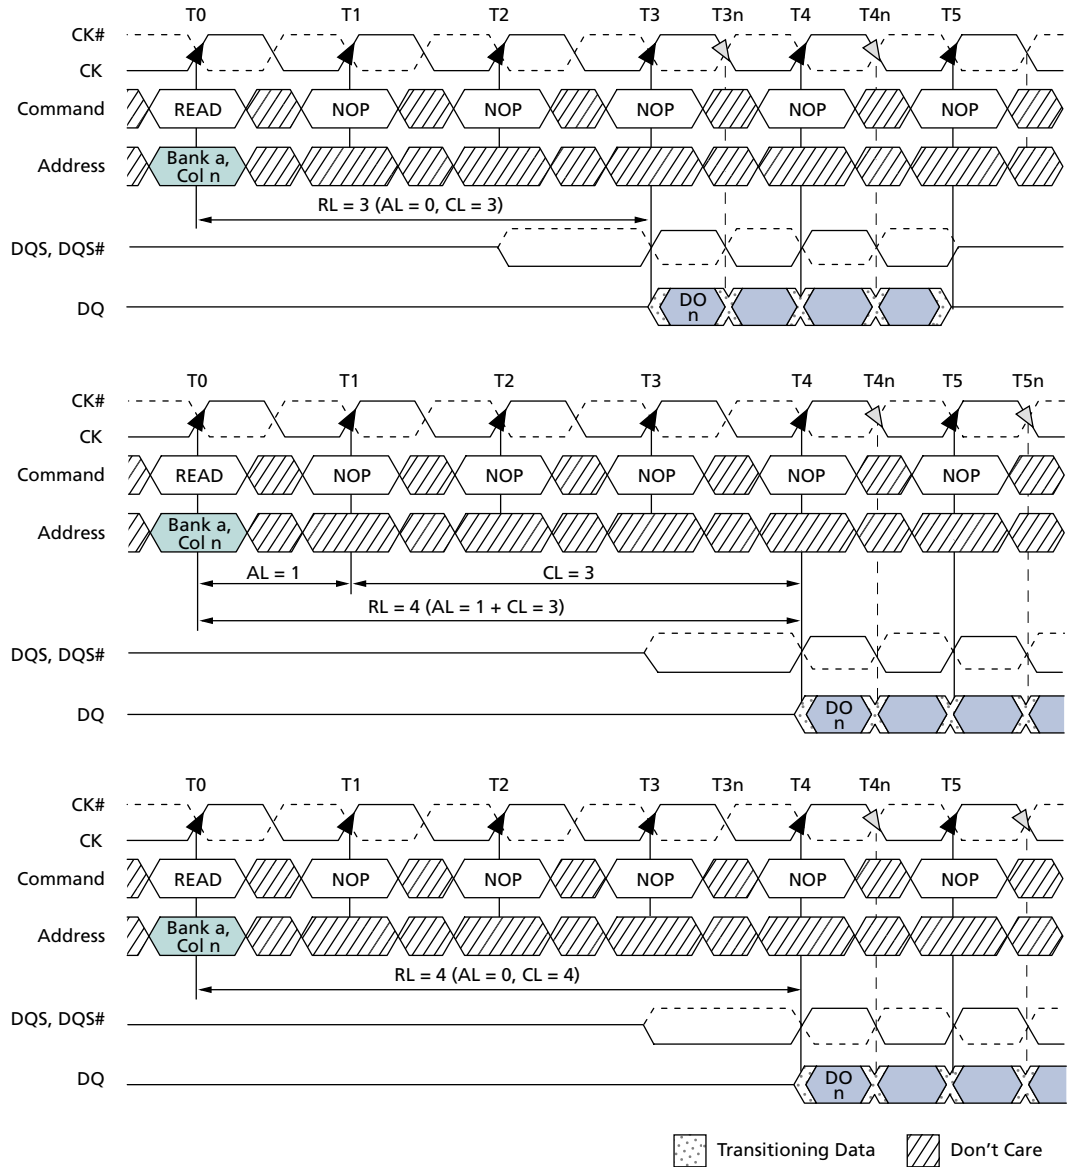 T0 T1 T2 T3 T3n T4 T4n T5
CK#
CK
Command READ NOP NOP NOP NOP NOP
Address Bank a,
Col n
RL = 3 (AL = 0, CL = 3)
DQS, DQS#
DQ DO
n
T0 T1 T2 T3 T4 T4n T5 T5n
CK#
CK
Command READ NOP NOP NOP NOP NOP
Address Bank a,
Col n
AL = 1 CL = 3
RL = 4 (AL = 1 + CL = 3)
DQS, DQS#
DQ DO
n
T0 T1 T2 T3 T3n T4 T4n T5
CK#
CK
Command READ NOP NOP NOP NOP NOP
Address Bank a,
Col n
RL = 4 (AL = 0, CL = 4)
DQS, DQS#
DQ DO
n
Transitioning Data Don't Care